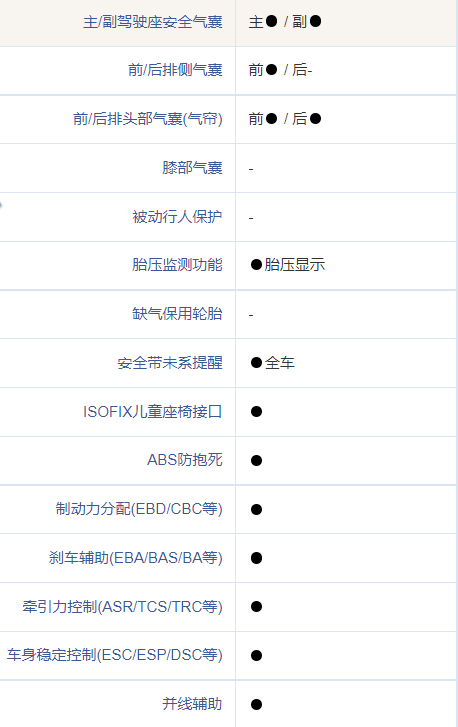 主/副驾驶座安全气囊 主● / 副●
前/后排侧气囊 前● / 后-
前/后排头部气囊(气帘) 前● / 后●
膝部气囊 -
被动行人保护 -
胎压监测功能 ●胎压显示
缺气保用轮胎 -
安全带未系提醒 ●全车
ISOFIX儿童座椅接口 ●
ABS防抱死 ●
制动力分配(EBD/CBC等) ●
刹车辅助(EBA/BAS/BA等) ●
牵引力控制(ASR/TCS/TRC等) ●
车身稳定控制(ESC/ESP/DSC等) ●
并线辅助 ●